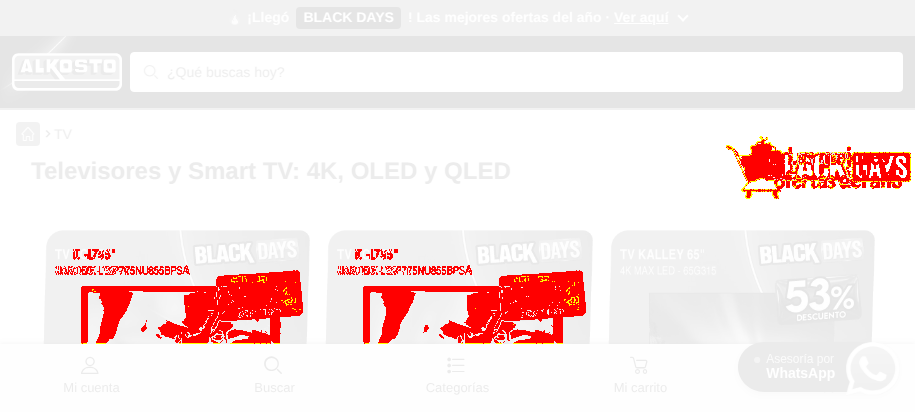 ¡Llegó BLACK DAYS ! Las mejores ofertas del año · Ver aquí
ALKOSTO
¿Qué buscas hoy?
TV
Televisores y Smart TV: 4K, OLED y QLED
BLACK DAYS
TV
BLACK DAYS
TV
BLACK DAYS
TV KALLEY 65"
BLACK DAYS
4K MAX LED
53%
DESCUENTO
Mi cuenta
Buscar
Categorías
Mi carrito
» Asesoría por
WhatsApp